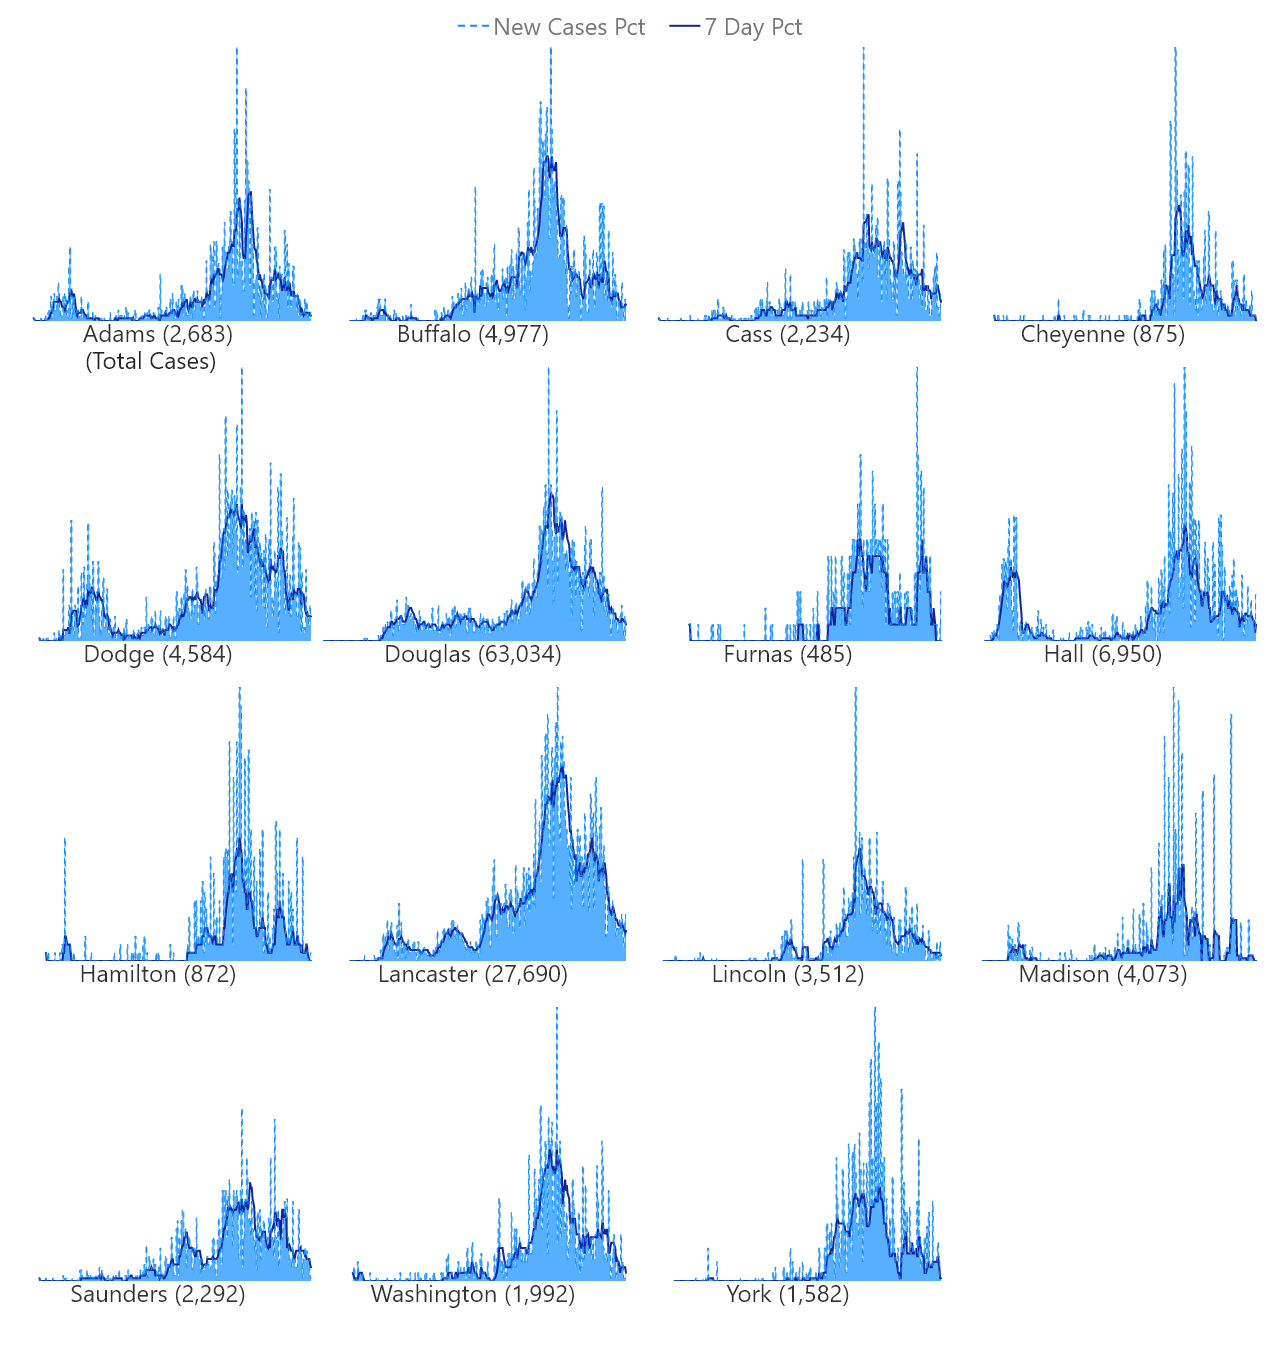 New Cases Pct 7 Day Pct
Adams (2,683) Buffalo (4,977) Cass (2,234) Cheyenne (875)
(Total Cases)
Dodge (4,584) Douglas (63,034) Furnas (485) Hall (6,950)
Hamilton (872) Lancaster (27,690) Lincoln (3,512) Madison (4,073)
Saunders (2,292) Washington (1,992) York (1,582)